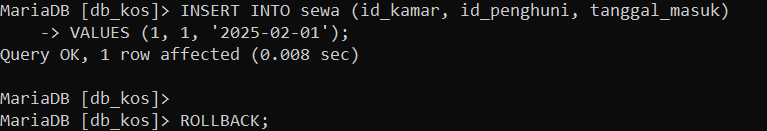 MariaDB [db_kos]> INSERT INTO sewa (id_kamar, id_penghuni, tanggal_masuk)
    -> VALUES (1, 1, '2025-02-01');
Query OK, 1 row affected (0.008 sec)

MariaDB [db_kos]>
MariaDB [db_kos]> ROLLBACK;